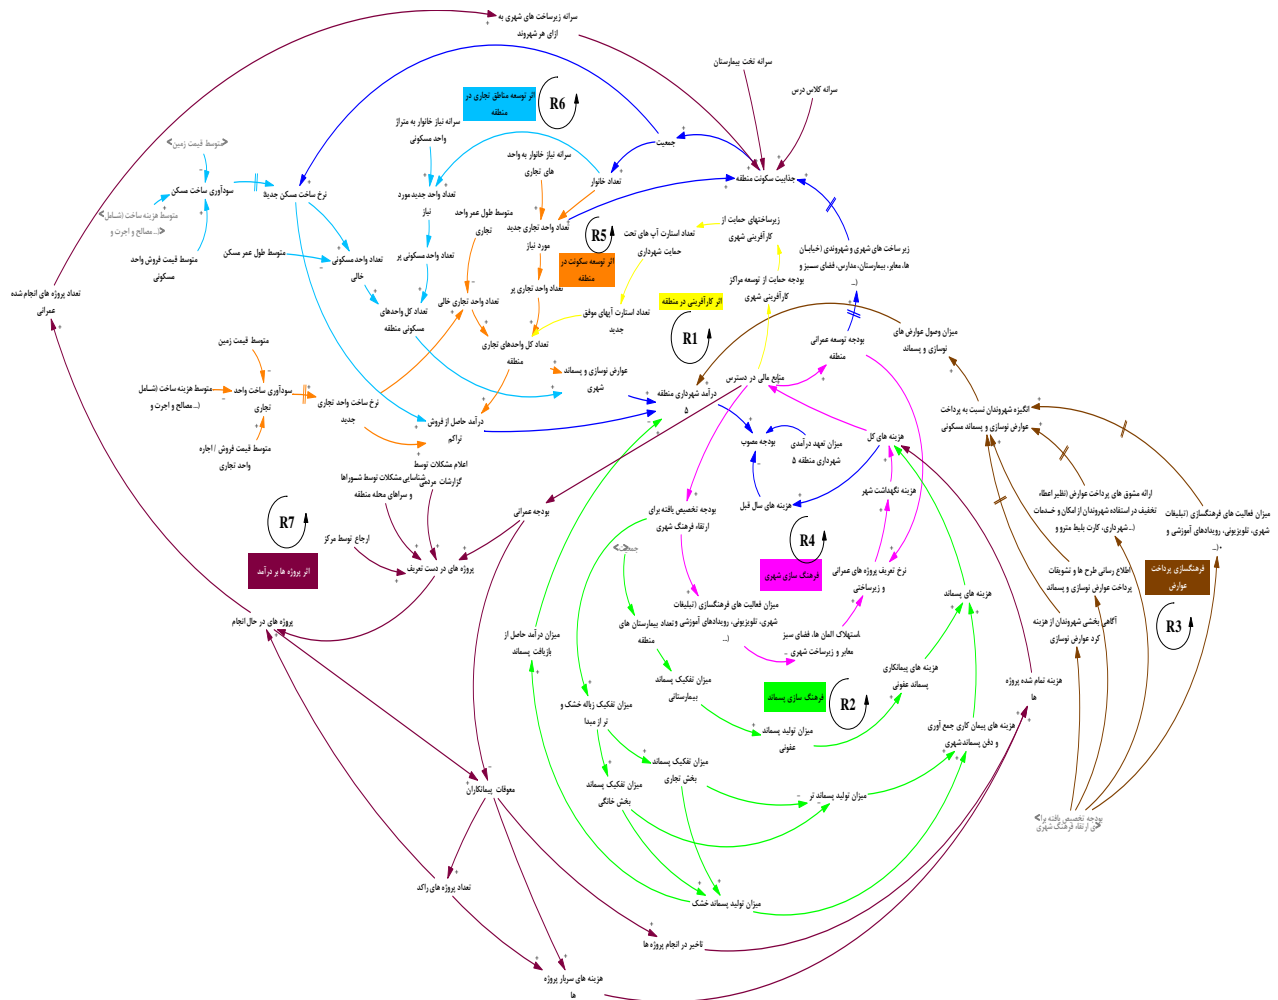 سرانه زیرساخت های شهری به
ازای هر شهروند
سرانه تخت بیمارستان
سرانه کلاس درس
اثر توسعه مناطق تجاری در
منطقه
R6
سرانه نیاز خانوار به متراژ
واحد مسکونی
سرانه نیاز خانوار به واحد
های تجاری
جمعیت
<متوسط قیمت زمین>
سودآوری ساخت مسکن
نرخ ساخت مسکن جدید
تعداد واحد جدید مورد
نیاز
تعداد خانوار
جذابیت سکونت منطقه
<متوسط هزینه ساخت (شامل
مصالح و اجرت و ...)>
متوسط قیمت فروش واحد
مسکونی
متوسط طول عمر مسکن
تعداد واحد مسکونی
خالی
تعداد واحد مسکونی پر
متوسط طول عمر واحد
تجاری
تعداد واحد تجاری جدید
مورد نیاز
R5
اثر توسعه سکونت در
منطقه
زیرساختهای حمایت از
کارآفرینی شهری
تعداد استارت آپ های تحت
حمایت شهرداری
زیر ساخت های شهری و شهروندی (خیابان
ها، معابر، بیمارستان، مدارس، فضای سبز و
...)
بودجه حمایت از توسعه مراکز
کارآفرینی شهری
تعداد پروژه های انجام شده
عمرانی
تعداد کل واحدهای
مسکونی منطقه
تعداد واحد تجاری خالی
تعداد واحد تجاری پر
اثر کارآفرینی در منطقه
R1
تعداد استارت آپهای موفق
جدید
تعداد کل واحدهای تجاری
منطقه
بودجه توسعه عمرانی
منطقه
میزان وصول عوارض های
نوسازی و پسماند
متوسط قیمت زمین
متوسط هزینه ساخت (شامل
مصالح و اجرت و ...)
سودآوری ساخت واحد
تجاری
متوسط قیمت فروش / اجاره
واحد تجاری
نرخ ساخت واحد تجاری
جدید
عوارض نوسازی و پسماند
شهری
درآمد شهرداری منطقه
۵
منابع مالی در دسترس
درآمد حاصل از فروش
تراکم
انگیزه شهروندان نسبت به پرداخت
عوارض نوسازی و پسماند مسکونی
بودجه مصوب
میزان تعهد درآمدی
شهرداری منطقه ۵
هزینه های کل
هزینه های سال قبل
هزینه نگهداشت شهر
اعلام مشکلات توسط
گزارشات مردمی
شناسایی مشکلات توسط شوراها
و سراهای محله منطقه
R7
اثر پروژه ها بر درآمد
ارجاع توسط مرکز
پروژه های در دست تعریف
بودجه عمرانی
بودجه تخصیص یافته برای
ارتقاء فرهنگ شهری
<جمعیت>
R4
فرهنگ سازی شهری
نرخ تعریف پروژه های عمرانی
و زیرساختی
ارائه مشوق های پرداخت عوارض (نظیر اعطاء
تخفیف در استفاده شهروندان از امکان و خدمات
شهرداری، کارت بلیط مترو و...)
میزان فعالیت های فرهنگسازی (تبلیغات
شهری، تلویزیونی، رویدادهای آموزشی و
...)
اطلاع رسانی طرح ها و تشویقات
پرداخت عوارض نوسازی و پسماند
فرهنگسازی پرداخت
عوارض
R3
آگاهی بخشی شهروندان از هزینه
کرد عوارض نوسازی
پروژه های در حال انجام
میزان درآمد حاصل از
بازیافت پسماند
تعداد بیمارستان های
منطقه
میزان فعالیت های فرهنگسازی (تبلیغات
شهری، تلویزیونی، رویدادهای آموزشی و
...)
استهلاک المان ها، فضای سبز،
معابر و زیرساخت شهری
هزینه های پسماند
میزان تفکیک پسماند
بیمارستانی
فرهنگ سازی پسماند
R2
هزینه های پیمانکاری
پسماند عفونی
هزینه تمام شده پروژه
ها
میزان تفکیک زباله خشک و
تر از مبدا
میزان تولید پسماند
عفونی
هزینه های پیمان کاری جمع آوری
و دفن پسماندشهری
میزان تفکیک پسماند
بخش تجاری
میزان تفکیک پسماند
بخش خانگی
معوقات پیمانکاران
میزان تولید پسماند تر
<بودجه تخصیص یافته برا
ی ارتقاء فرهنگ شهری>
تعداد پروژه های راکد
میزان تولید پسماند خشک
تاخیر در انجام پروژه ها
هزینه های سربار پروژه
ها